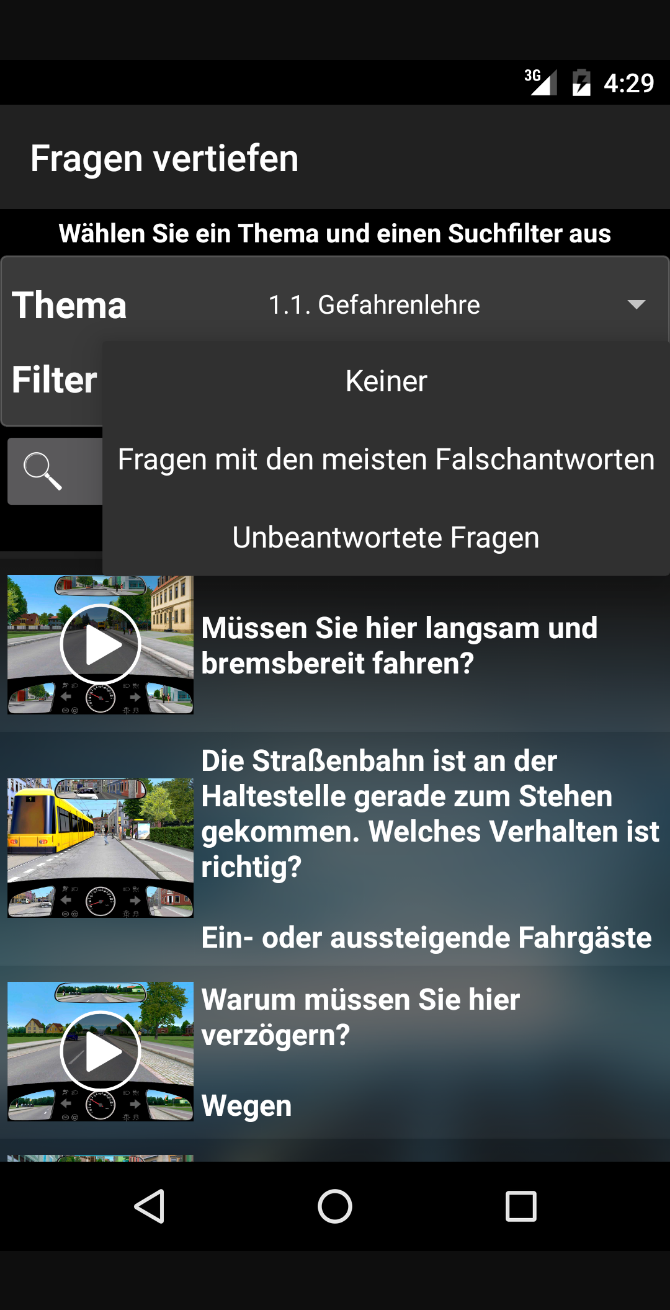 3G 4:29
Fragen vertiefen
Wählen Sie ein Thema und einen Suchfilter aus
Thema 1.1. Gefahrenlehre
Filter Keiner
Fragen mit den meisten Falschantworten
Unbeantwortete Fragen
Müssen Sie hier langsam und
bremsbereit fahren?
Die Straßenbahn ist an der
Haltestelle gerade zum Stehen
gekommen. Welches Verhalten ist
richtig?
Ein- oder aussteigende Fahrgäste
Warum müssen Sie hier
verzögern?
Wegen